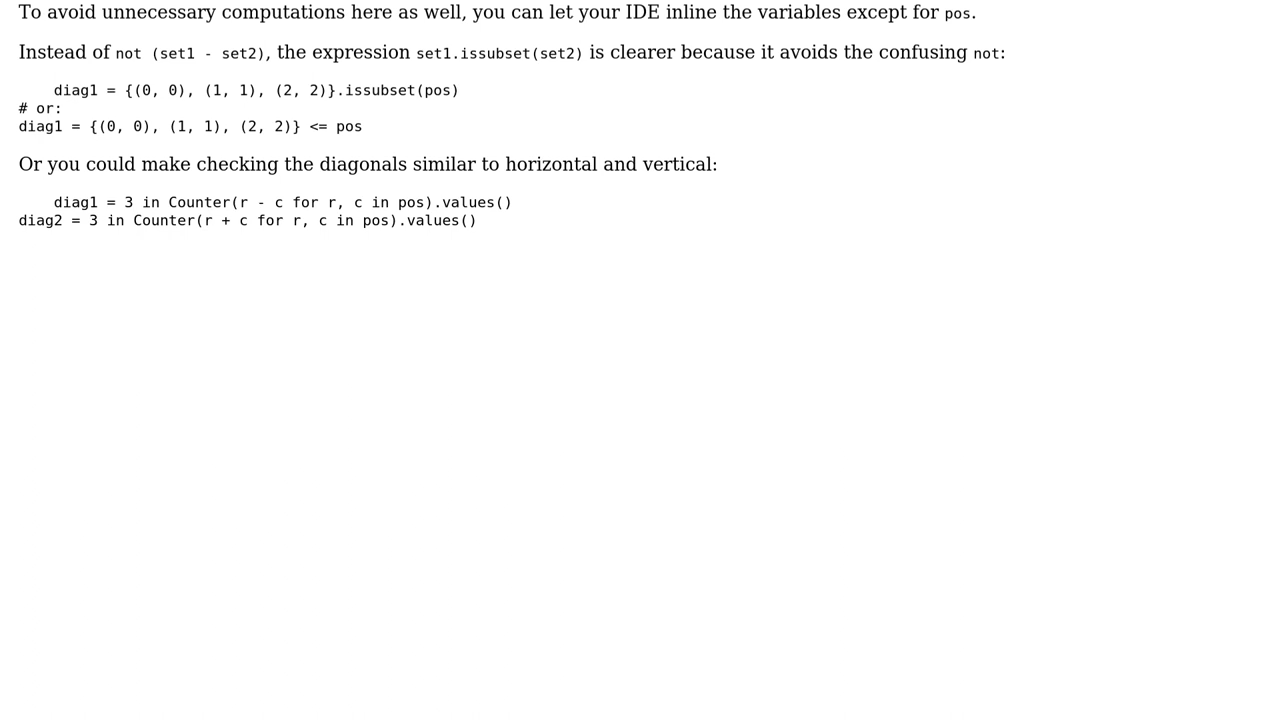 To avoid unnecessary computations here as well, you can let your IDE inline the variables except for pos.
Instead of not (set1 - set2), the expression set1.issubset(set2) is clearer because it avoids the confusing not:
    diag1 = {(0, 0), (1, 1), (2, 2)}.issubset(pos)
# or:
diag1 = {(0, 0), (1, 1), (2, 2)} <= pos
Or you could make checking the diagonals similar to horizontal and vertical:
    diag1 = 3 in Counter(r - c for r, c in pos).values()
diag2 = 3 in Counter(r + c for r, c in pos).values()